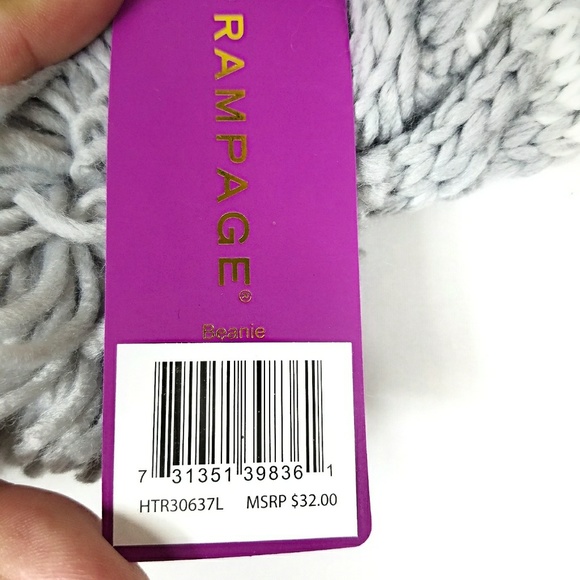 RAMPAGE®
Beanie
7 31351 39836 1
HTR30637L MSRP $32.00